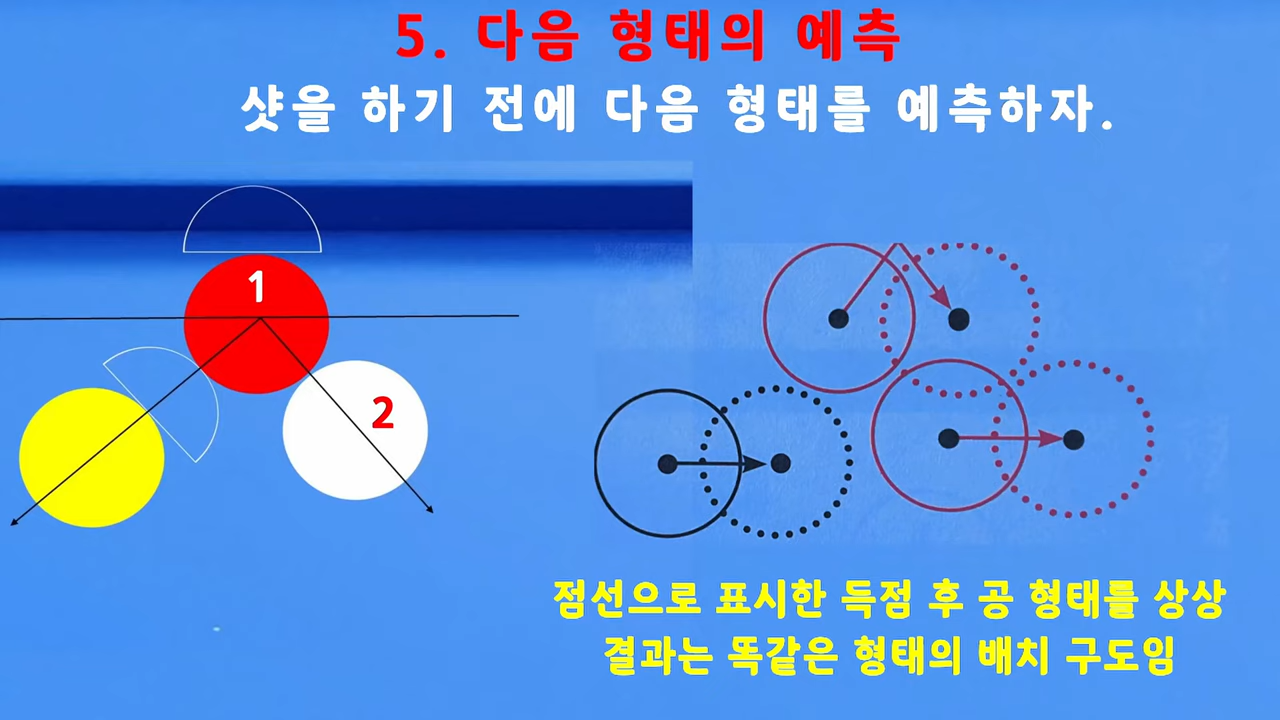 5. 다음 형태의 예측
샷을 하기 전에 다음 형태를 예측하자.
1
2
점선으로 표시한 득점 후 공 형태를 상상
결과는 똑같은 형태의 배치 구도임